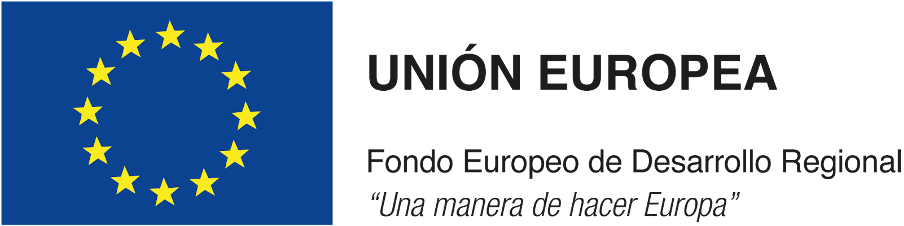 UNIÓN EUROPEA
Fondo Europeo de Desarrollo Regional
“Una manera de hacer Europa”